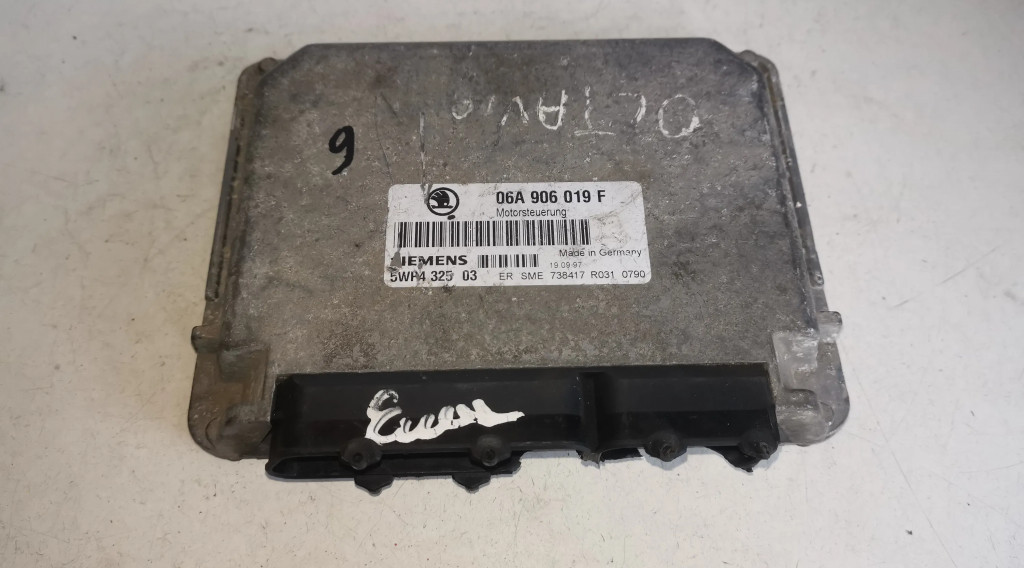 OCTAVIA
6
06A 906 019 F
Motorsteuerung
SIEMENS
Made in Germany
19.09.97
5WP4 325 03 ER SME 738417 R031 0790